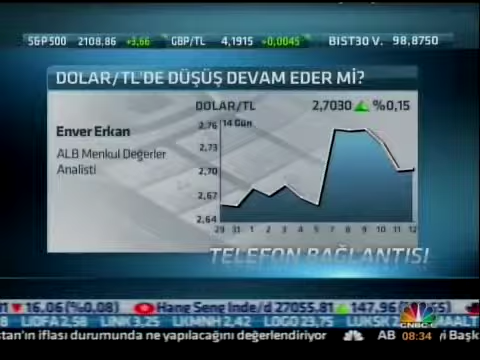 S&P 500 2108,86 +3,66 GBP/TL 4,1915 +0,0045 BIST30 V. 98,8750
DOLAR/TL'DE DÜŞÜŞ DEVAM EDER Mİ?
DOLAR/TL 2,7030 %0,15
Enver Erkan
ALB Menkul Değerler
Analisti
14 Gün
2,76
2,73
2,70
2,67
2,64
29 31 1 2 3 4 5 6 7 8 9 10 11 12
TELEFON BAĞLANTISI
16.06(%0,08) Hang Seng Inde/d 27055.81 147.96(%0.55)
LIDFA 2,58 LINK 3,25 LKMNH 2,42 LOGO 23,75 LUKSK
CNBC-e
stan'ın iflası durumunda ne yapılacağını değerlendiriyor AB 08:34 vi Başk